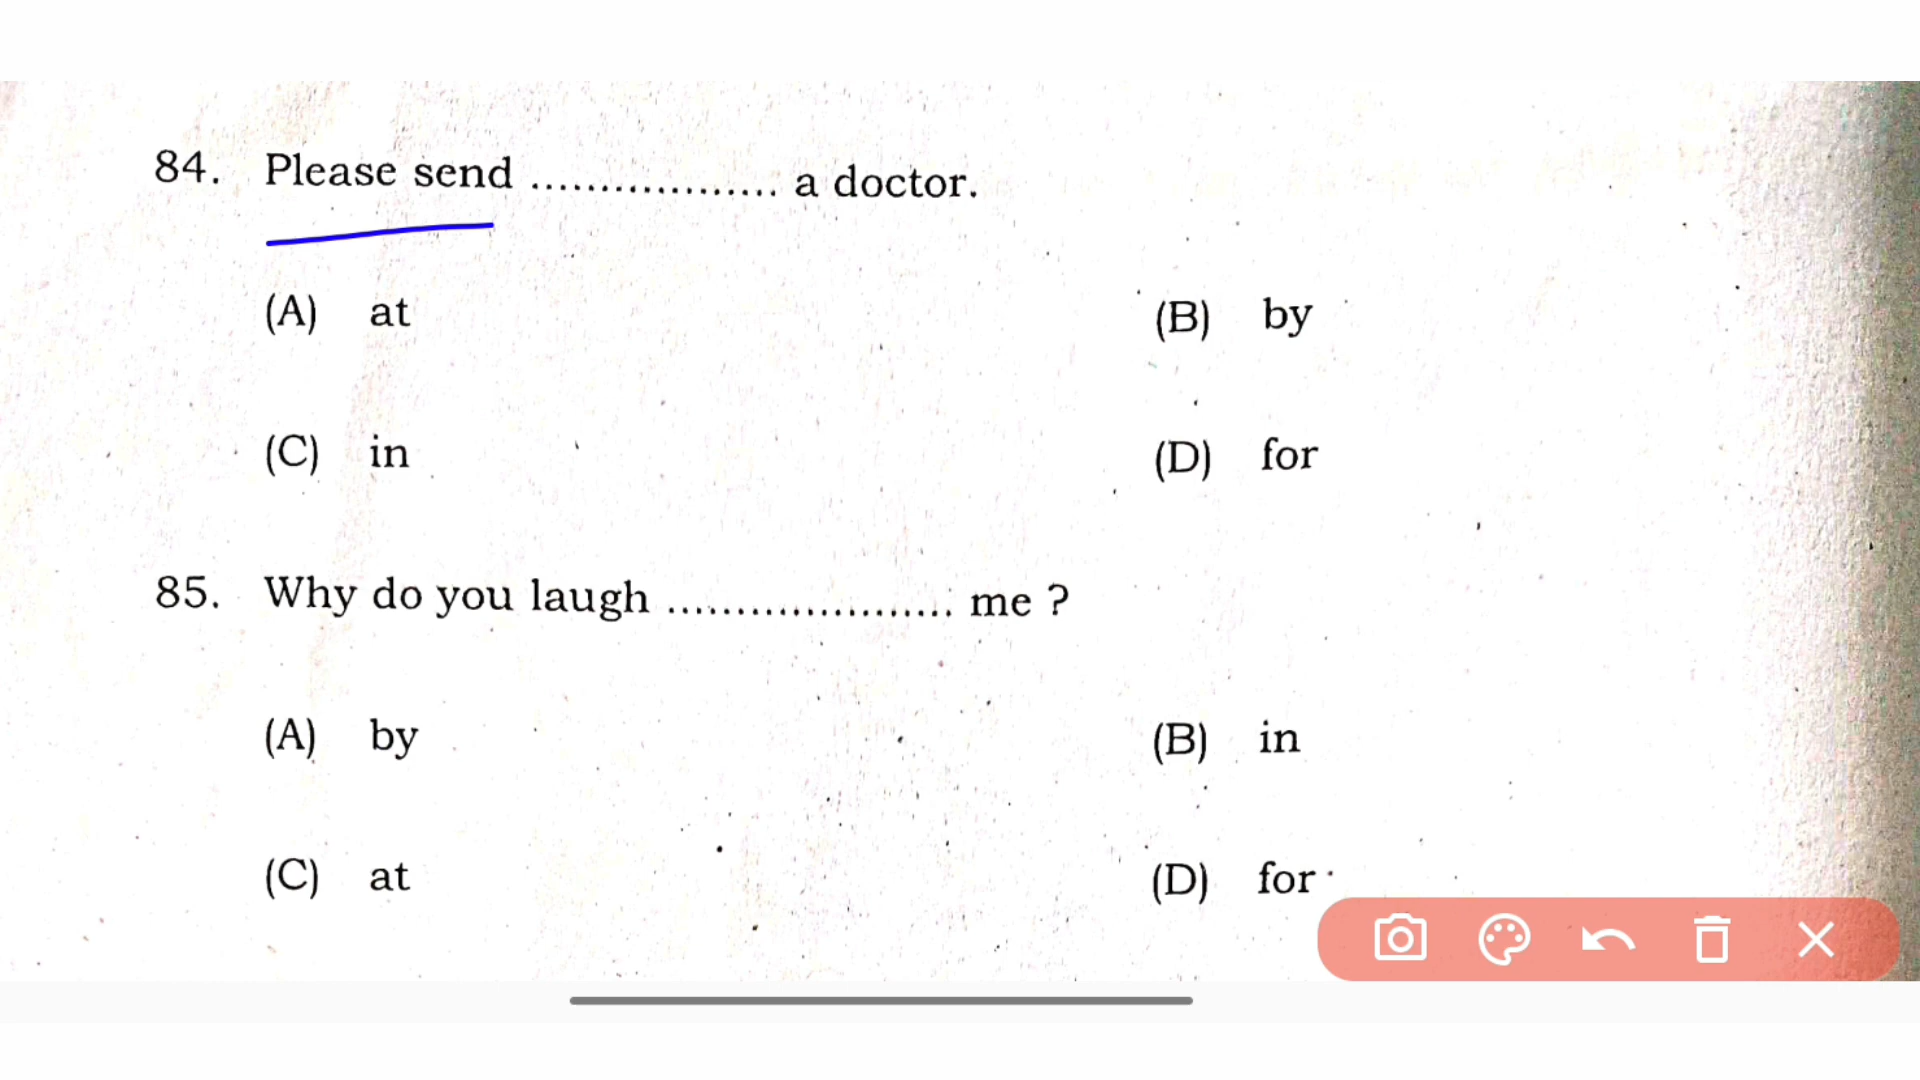 84. Please send .................. a doctor.
(A) at (B) by
(C) in (D) for
85. Why do you laugh ..................... me ?
(A) by (B) in
(C) at (D) for